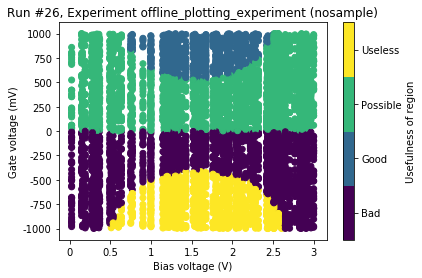 Run #26, Experiment offline_plotting_experiment (nosample)
1000
750
500
250
0
-250
-500
-750
-1000
Gate voltage (mV)
0 0.5 1 1.5 2 2.5 3
Bias voltage (V)
Useless
Possible
Good
Bad
Usefulness of region